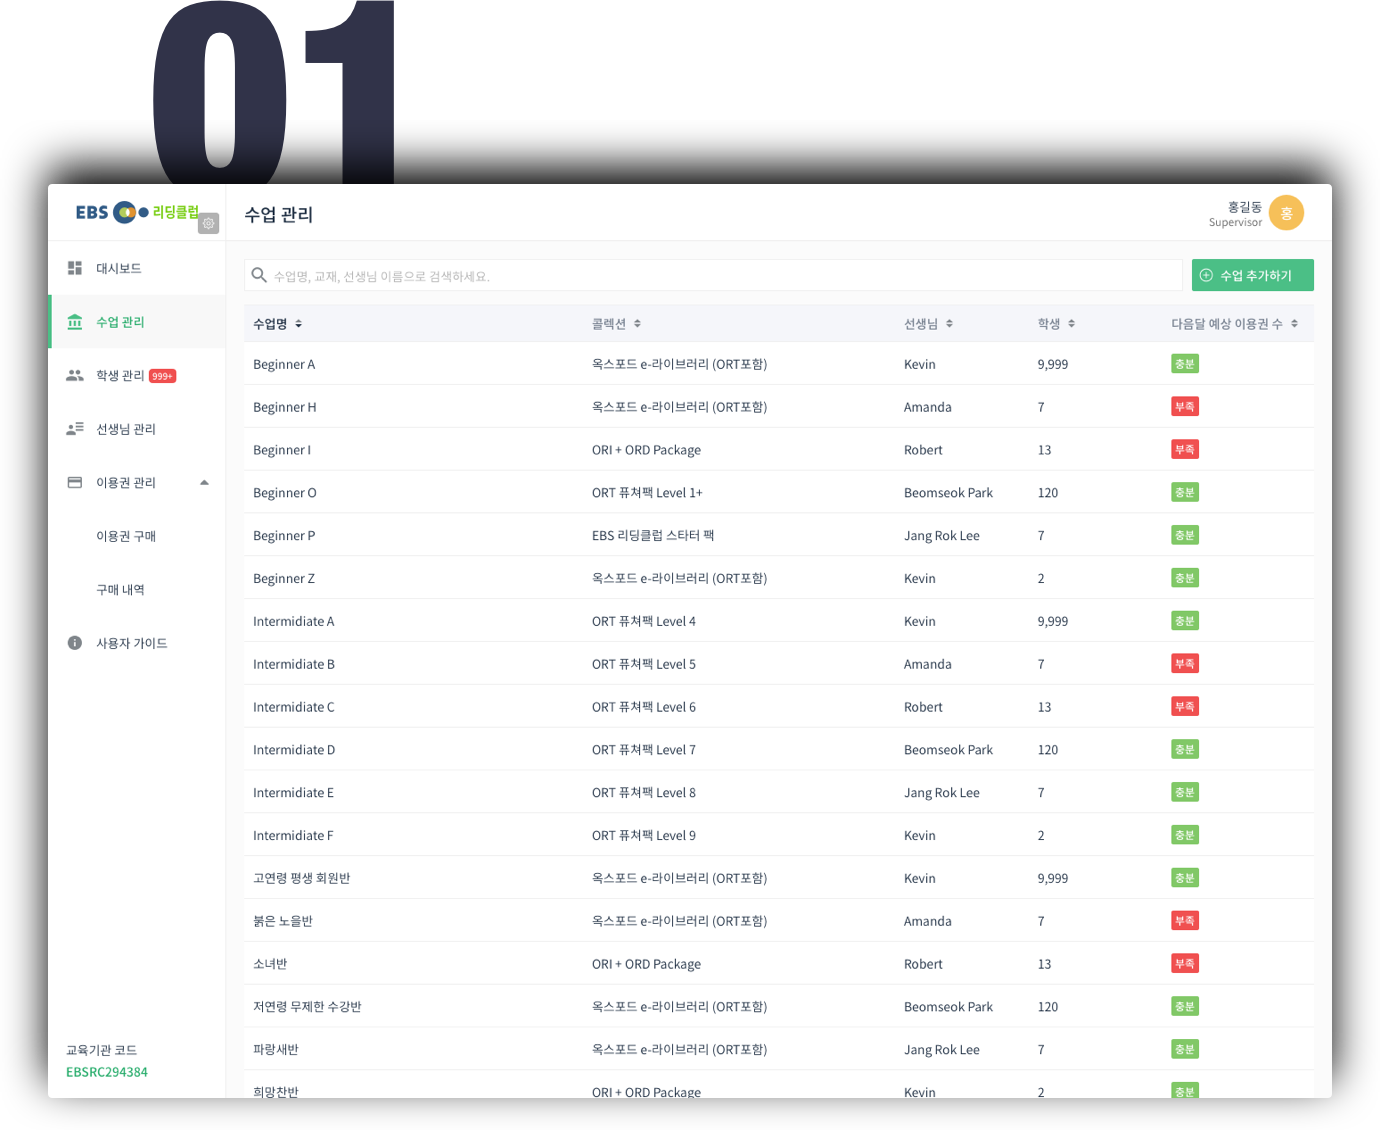 01
EBS 리딩클럽
수업 관리
홍길동
Supervisor
홍
대시보드
수업 관리
학생 관리 999+
선생님 관리
이용권 관리
이용권 구매
구매 내역
사용자 가이드
교육기관 코드
EBSRC294384
수업명, 교재, 선생님 이름으로 검색하세요.
수업 추가하기
수업명 콜렉션 선생님 학생 다음달 예상 이용권 수
Beginner A 옥스포드 e-라이브러리 (ORT포함) Kevin 9,999 충분
Beginner H 옥스포드 e-라이브러리 (ORT포함) Amanda 7 부족
Beginner I ORI + ORD Package Robert 13 부족
Beginner O ORT 퓨쳐팩 Level 1+ Beomseok Park 120 충분
Beginner P EBS 리딩클럽 스타터 팩 Jang Rok Lee 7 충분
Beginner Z 옥스포드 e-라이브러리 (ORT포함) Kevin 2 충분
Intermidiate A ORT 퓨쳐팩 Level 4 Kevin 9,999 충분
Intermidiate B ORT 퓨쳐팩 Level 5 Amanda 7 부족
Intermidiate C ORT 퓨쳐팩 Level 6 Robert 13 부족
Intermidiate D ORT 퓨쳐팩 Level 7 Beomseok Park 120 충분
Intermidiate E ORT 퓨쳐팩 Level 8 Jang Rok Lee 7 충분
Intermidiate F ORT 퓨쳐팩 Level 9 Kevin 2 충분
고연령 평생 회원반 옥스포드 e-라이브러리 (ORT포함) Kevin 9,999 충분
붉은 노을반 옥스포드 e-라이브러리 (ORT포함) Amanda 7 부족
소녀반 ORI + ORD Package Robert 13 부족
저연령 무제한 수강반 옥스포드 e-라이브러리 (ORT포함) Beomseok Park 120 충분
파랑새반 옥스포드 e-라이브러리 (ORT포함) Jang Rok Lee 7 충분
희망찬반 ORI + ORD Package Kevin 2 충분